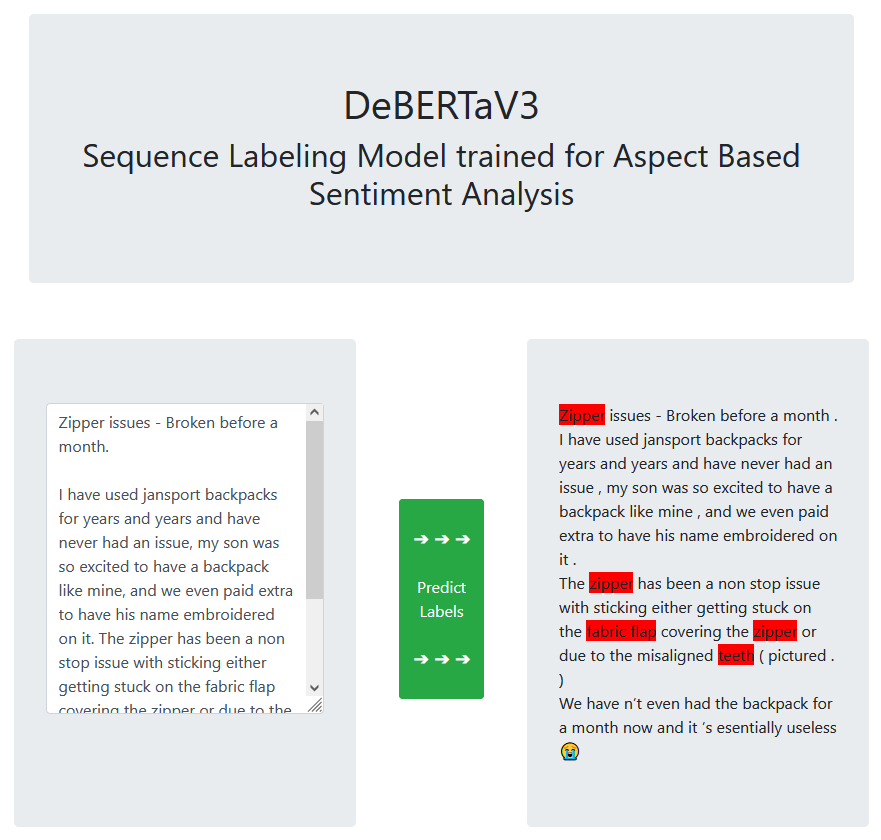 DeBERTaV3
Sequence Labeling Model trained for Aspect Based
Sentiment Analysis
Zipper issues - Broken before a
month.
I have used jansport backpacks
for years and years and have
never had an issue, my son was
so excited to have a backpack
like mine, and we even paid extra
to have his name embroidered
on it. The zipper has been a non
stop issue with sticking either
getting stuck on the fabric flap
covering the zipper or due to the
➔ ➔ ➔
Predict
Labels
➔ ➔ ➔
Zipper issues - Broken before a month .
I have used jansport backpacks for
years and years and have never had an
issue , my son was so excited to have a
backpack like mine , and we even paid
extra to have his name embroidered on
it .
The zipper has been a non stop issue
with sticking either getting stuck on
the fabric flap covering the zipper or
due to the misaligned teeth ( pictured .
)
We have n't even had the backpack for
a month now and it 's esentially useless
😭